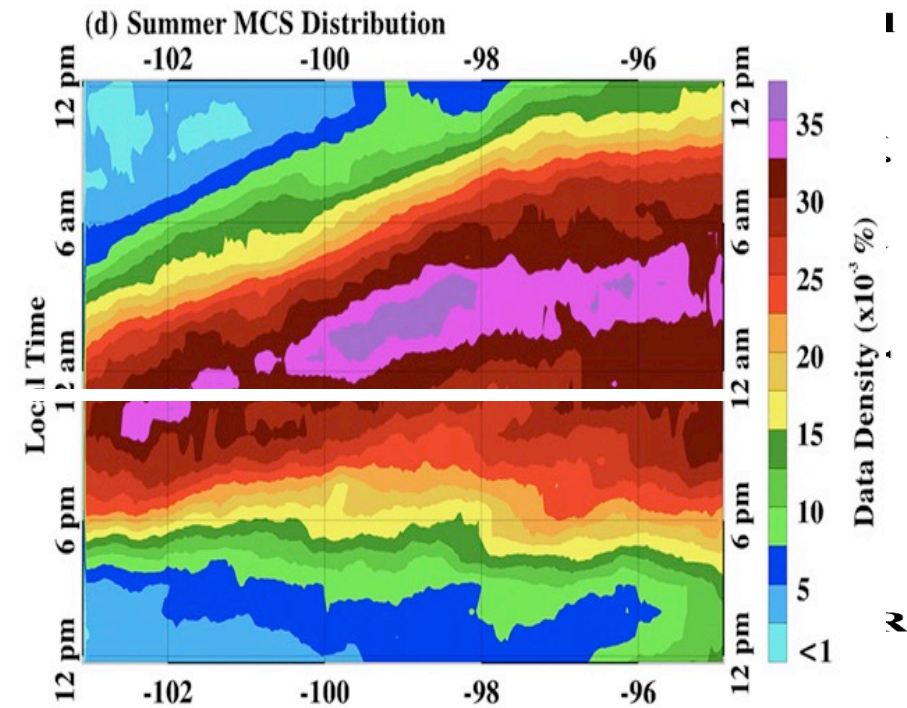 (d) Summer MCS Distribution
-102 -100 -98 -96
12 pm
6 am
12 am
6 pm
12 pm
Local Time
12 pm
6 am
12 am
6 pm
12 pm
35
30
25
20
15
10
5
<1
Data Density (x10⁻³ %)
-102 -100 -98 -96